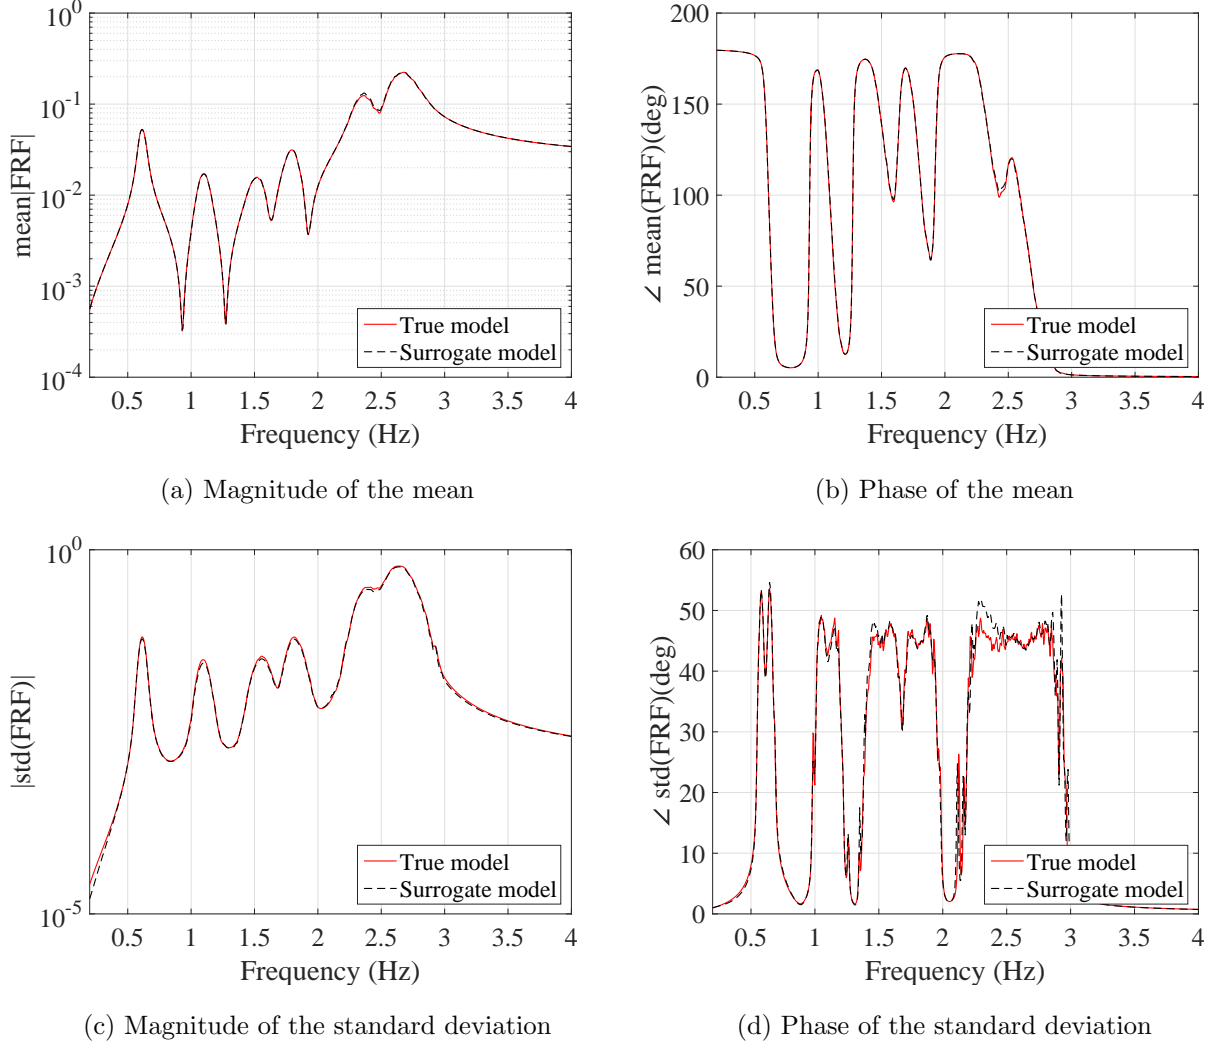 10^0
10^-1
10^-2
10^-3
10^-4
mean|FRF|
0.5 1 1.5 2 2.5 3 3.5 4
Frequency (Hz)
True model
Surrogate model
(a) Magnitude of the mean
200
150
100
50
0
∠ mean(FRF)(deg)
0.5 1 1.5 2 2.5 3 3.5 4
Frequency (Hz)
True model
Surrogate model
(b) Phase of the mean
10^0
10^-5
|std(FRF)|
0.5 1 1.5 2 2.5 3 3.5 4
Frequency (Hz)
True model
Surrogate model
(c) Magnitude of the standard deviation
60
50
40
30
20
10
0
∠ std(FRF)(deg)
0.5 1 1.5 2 2.5 3 3.5 4
Frequency (Hz)
True model
Surrogate model
(d) Phase of the standard deviation